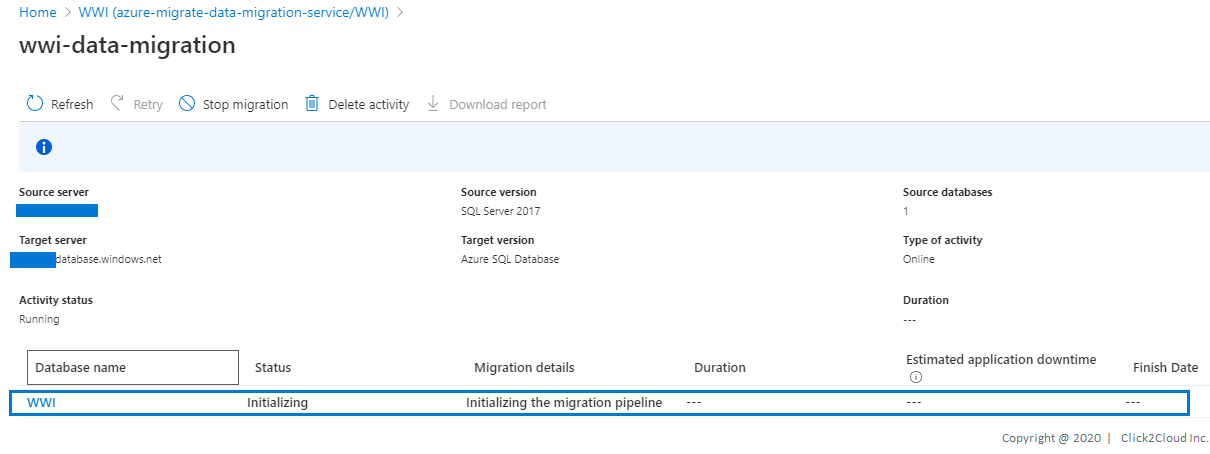 Home > WWI (azure-migrate-data-migration-service/WWI) >
wwi-data-migration
Refresh Retry Stop migration Delete activity Download report
Source server Source version Source databases
SQL Server 2017 1
Target server Target version Type of activity
database.windows.net Azure SQL Database Online
Activity status Duration
Running ---
Database name Status Migration details Duration Estimated application downtime Finish Date
WWI Initializing Initializing the migration pipeline --- --- ---
Copyright @ 2020 | Click2Cloud Inc.